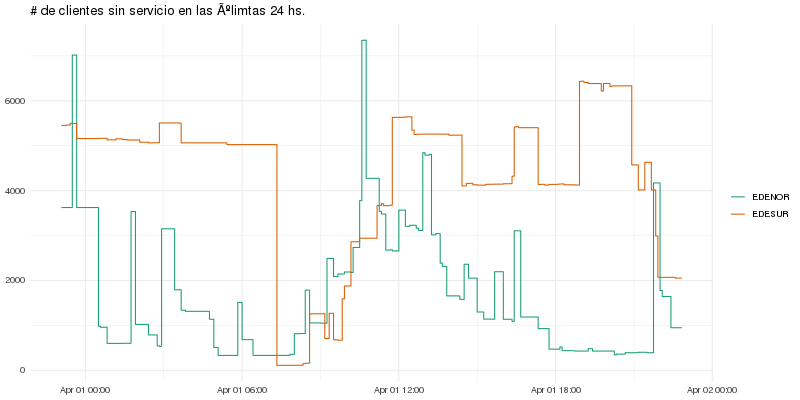 # de clientes sin servicio en las Ãºlimtas 24 hs.
6000
4000
2000
0
Apr 01 00:00
Apr 01 06:00
Apr 01 12:00
Apr 01 18:00
Apr 02 00:00
EDENOR
EDESUR